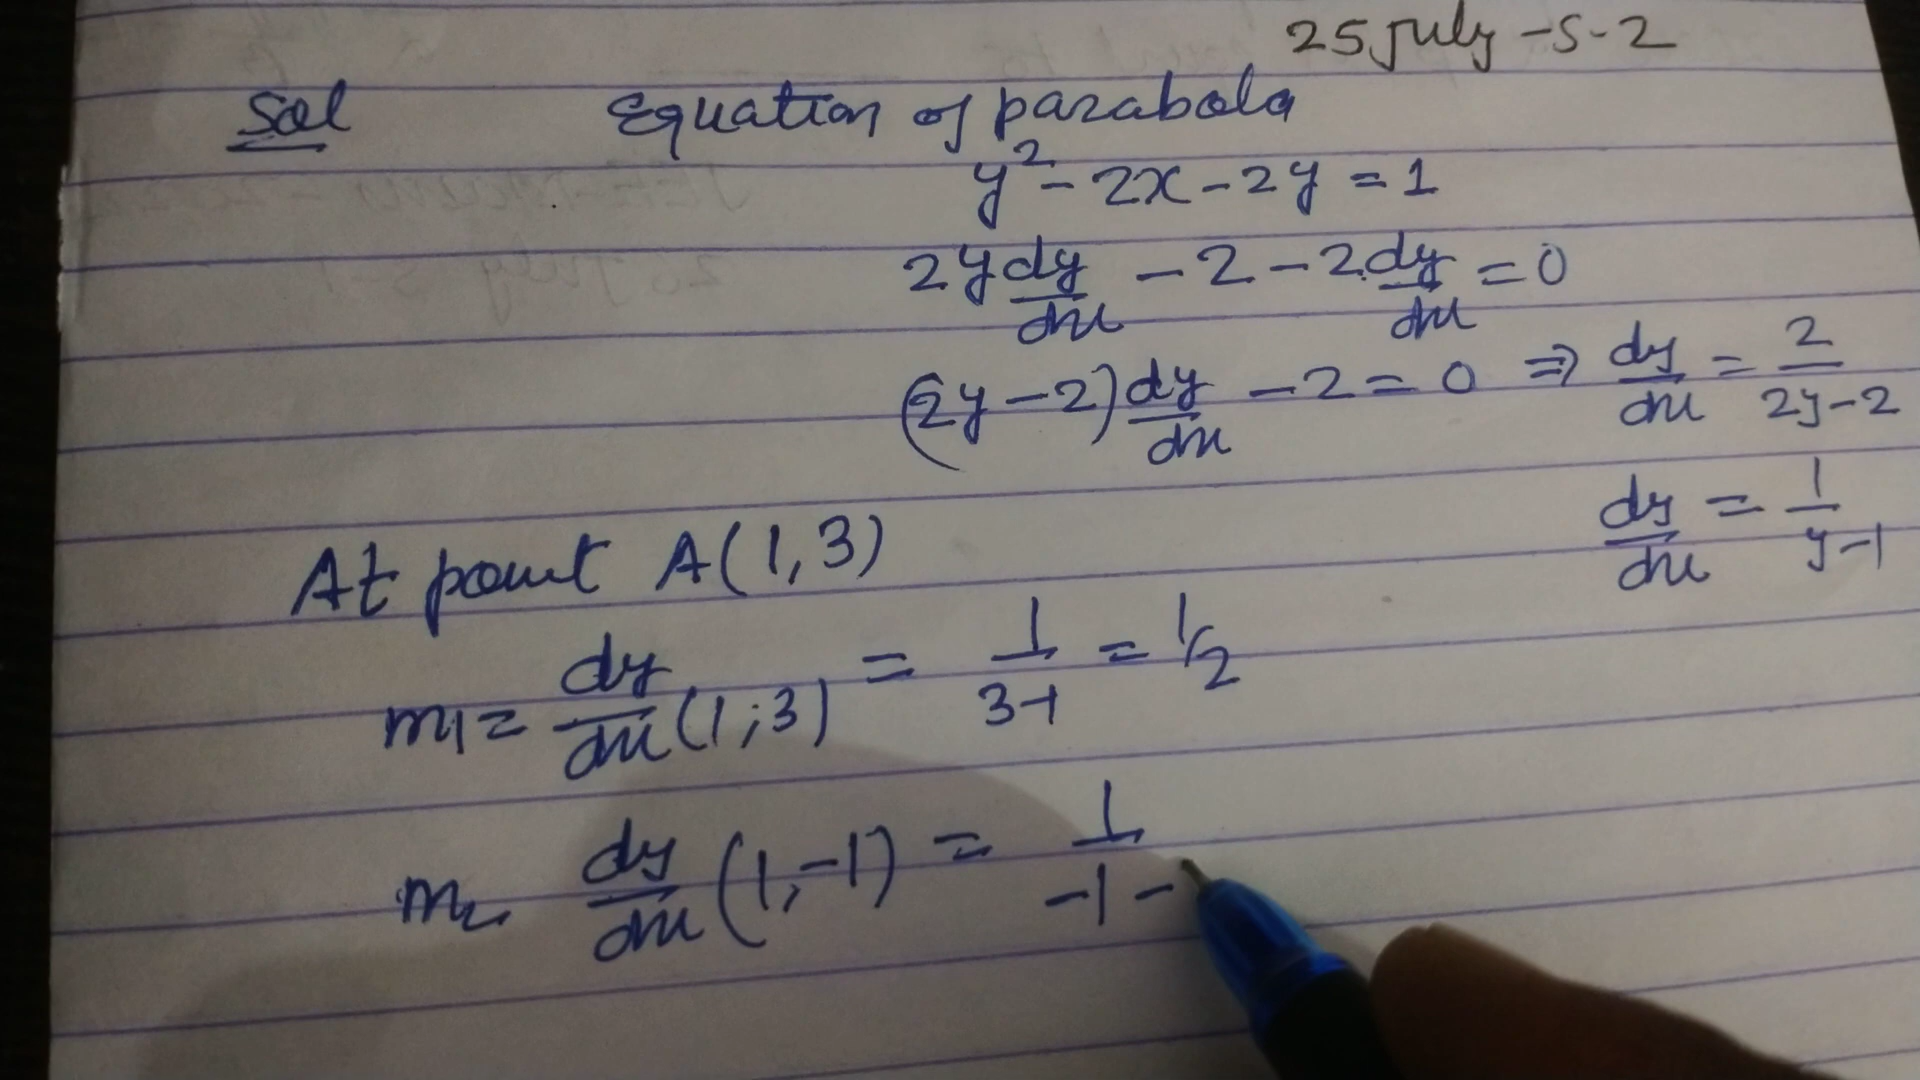 25 July -S-2
Sol Equation of parabola
y² - 2x - 2y = 1
2y dy/dx - 2 - 2 dy/dx = 0
(2y - 2) dy/dx - 2 = 0 ⇒ dy/dx = 2/2y-2
dy/dx = 1/y-1
At point A(1,3)
m1 = dy/dx (1,3) = 1/3-1 = 1/2
m2 dy/dx (1,-1) = 1/-1-